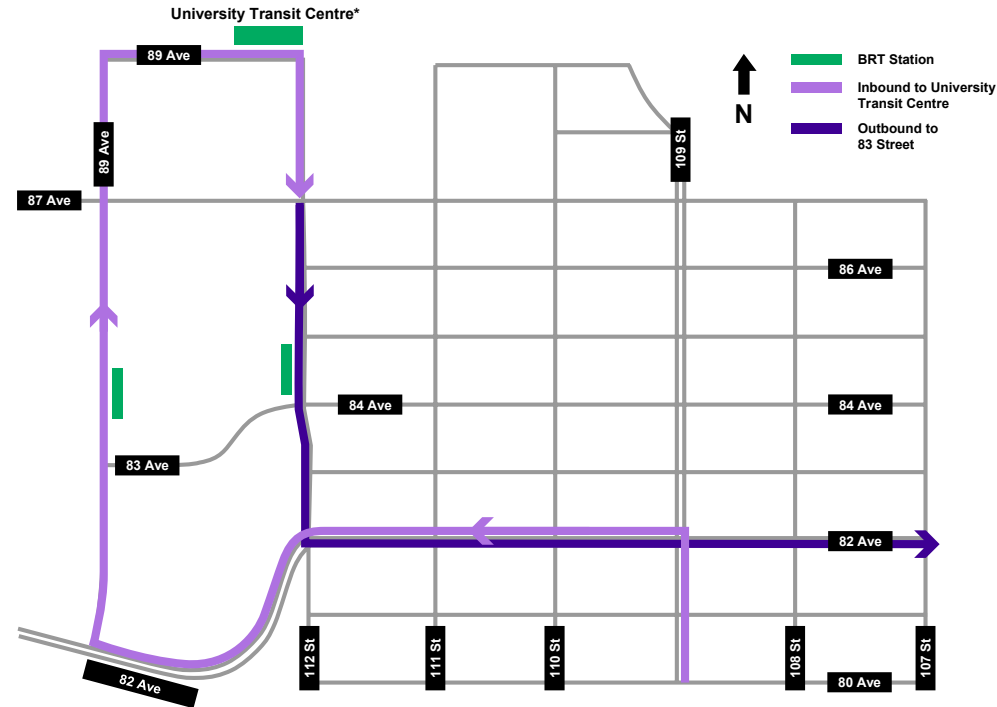 University Transit Centre*
89 Ave
BRT Station
Inbound to University
Transit Centre
N
Outbound to
83 Street
89 Ave
109 St
87 Ave
86 Ave
84 Ave
84 Ave
83 Ave
82 Ave
112 St
111 St
110 St
108 St
107 St
82 Ave
80 Ave